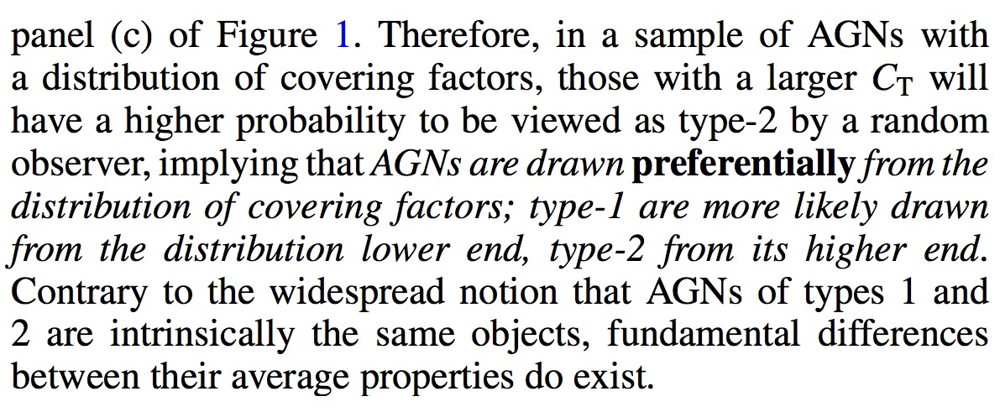 panel (c) of Figure 1. Therefore, in a sample of AGNs with
a distribution of covering factors, those with a larger C_T will
have a higher probability to be viewed as type-2 by a random
observer, implying that AGNs are drawn preferentially from the
distribution of covering factors; type-1 are more likely drawn
from the distribution lower end, type-2 from its higher end.
Contrary to the widespread notion that AGNs of types 1 and
2 are intrinsically the same objects, fundamental differences
between their average properties do exist.